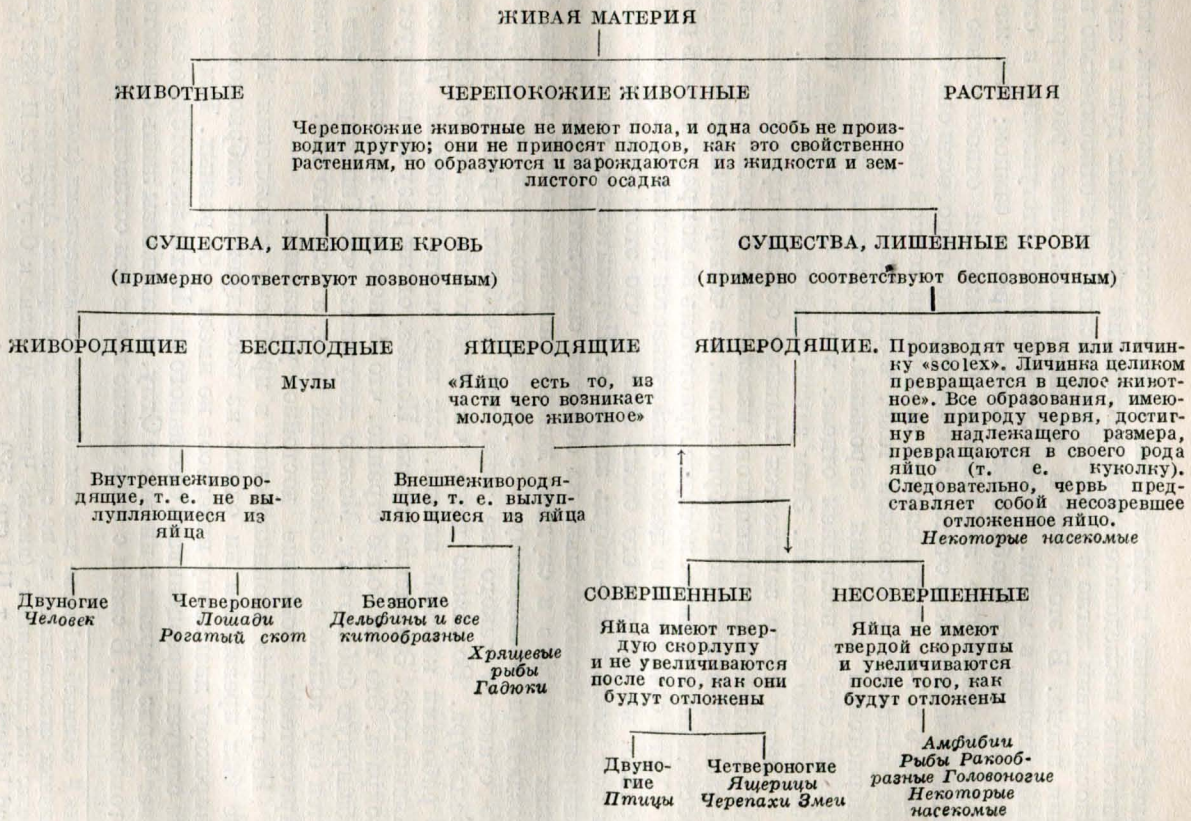 ЖИВАЯ МАТЕРИЯ
ЖИВОТНЫЕ
ЧЕРЕПОКОЖИЕ ЖИВОТНЫЕ
РАСТЕНИЯ
Черепокожие животные не имеют пола, и одна особь не произ-
водит другую; они не приносят плодов, как это свойственно
растениям, но образуются и зарождаются из жидкости и зем-
листого осадка
СУЩЕСТВА, ИМЕЮЩИЕ КРОВЬ
(примерно соответствуют позвоночным)
СУЩЕСТВА, ЛИШЕННЫЕ КРОВИ
(примерно соответствуют беспозвоночным)
ЖИВОРОДЯЩИЕ
БЕСПЛОДНЫЕ
Мулы
ЯЙЦЕРОДЯЩИЕ
«Яйцо есть то, из
части чего возникает
молодое животное»
ЯЙЦЕРОДЯЩИЕ.
Производят червя или личин-
ку «scolex». Личинка целиком
превращается в целое живот-
ное». Все образования, имею-
щие природу червя, достиг-
нув надлежащего размера,
превращаются в своего рода
яйцо (т. е. куколку).
Следовательно, червь пред-
ставляет собой несозревшее
отложенное яйцо.
Некоторые насекомые
Внутреннеживоро-
дящие, т. е. не вы-
лупляющиеся из
яйца
Внешнеживородя-
щие, т. е. вылуп-
ляющиеся из яйца
Двуногие
Человек
Четвероногие
Лошади
Рогатый скот
Безногие
Дельфины и все
китообразные
Хрящевые
рыбы
Гадюки
СОВЕРШЕННЫЕ
Яйца имеют твер-
дую скорлупу
и не увеличиваются
после того, как они
будут отложены
НЕСОВЕРШЕННЫЕ
Яйца не имеют
твердой скорлупы
и увеличиваются
после того, как
будут отложены
Двуно-
гие
Птицы
Четвероногие
Ящерицы
Черепахи Змеи
Амфибии
Рыбы Ракооб-
разные Головоногие
Некоторые
насекомые